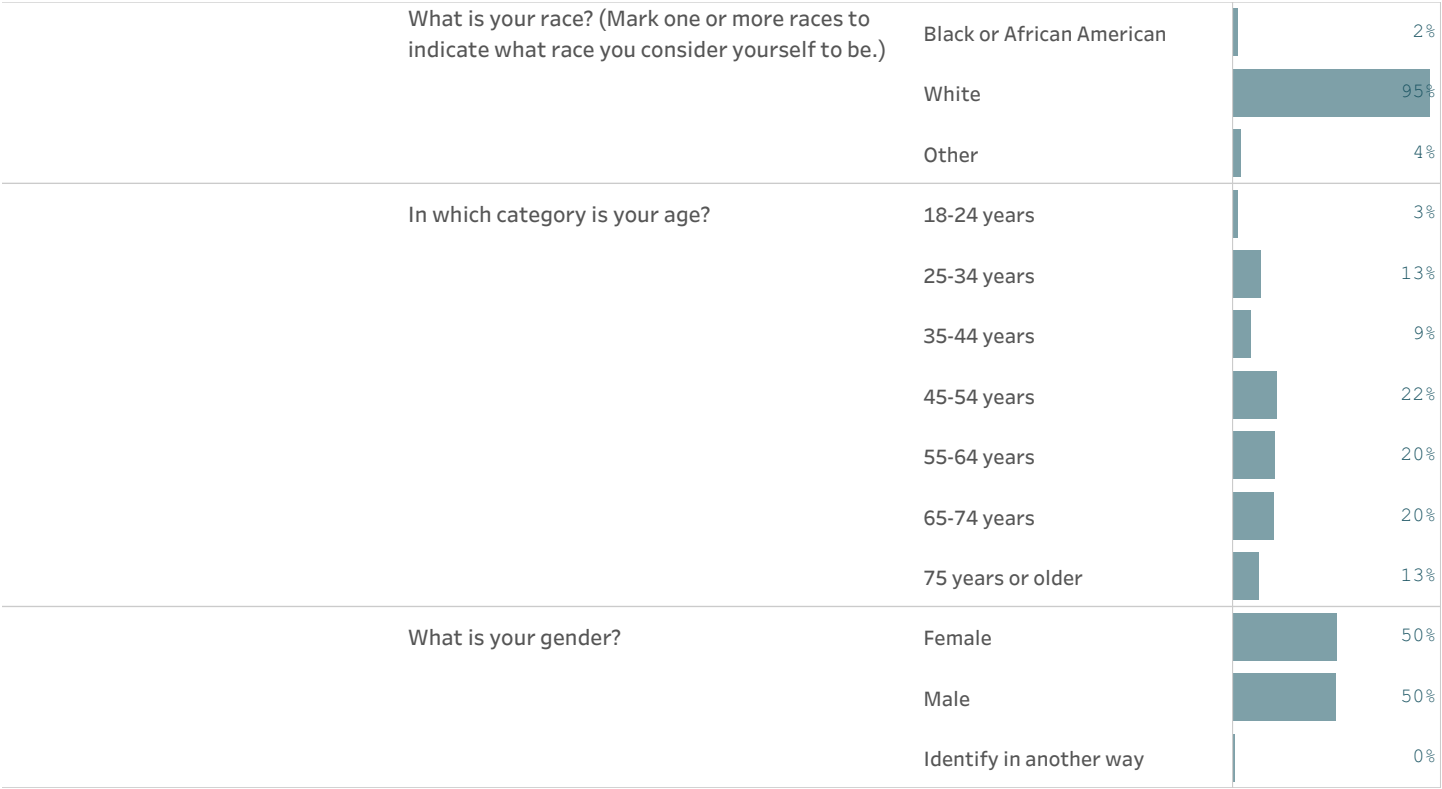 What is your race? (Mark one or more races to
indicate what race you consider yourself to be.)
Black or African American 2%
White 95%
Other 4%
In which category is your age?
18-24 years 3%
25-34 years 13%
35-44 years 9%
45-54 years 22%
55-64 years 20%
65-74 years 20%
75 years or older 13%
What is your gender?
Female 50%
Male 50%
Identify in another way 0%